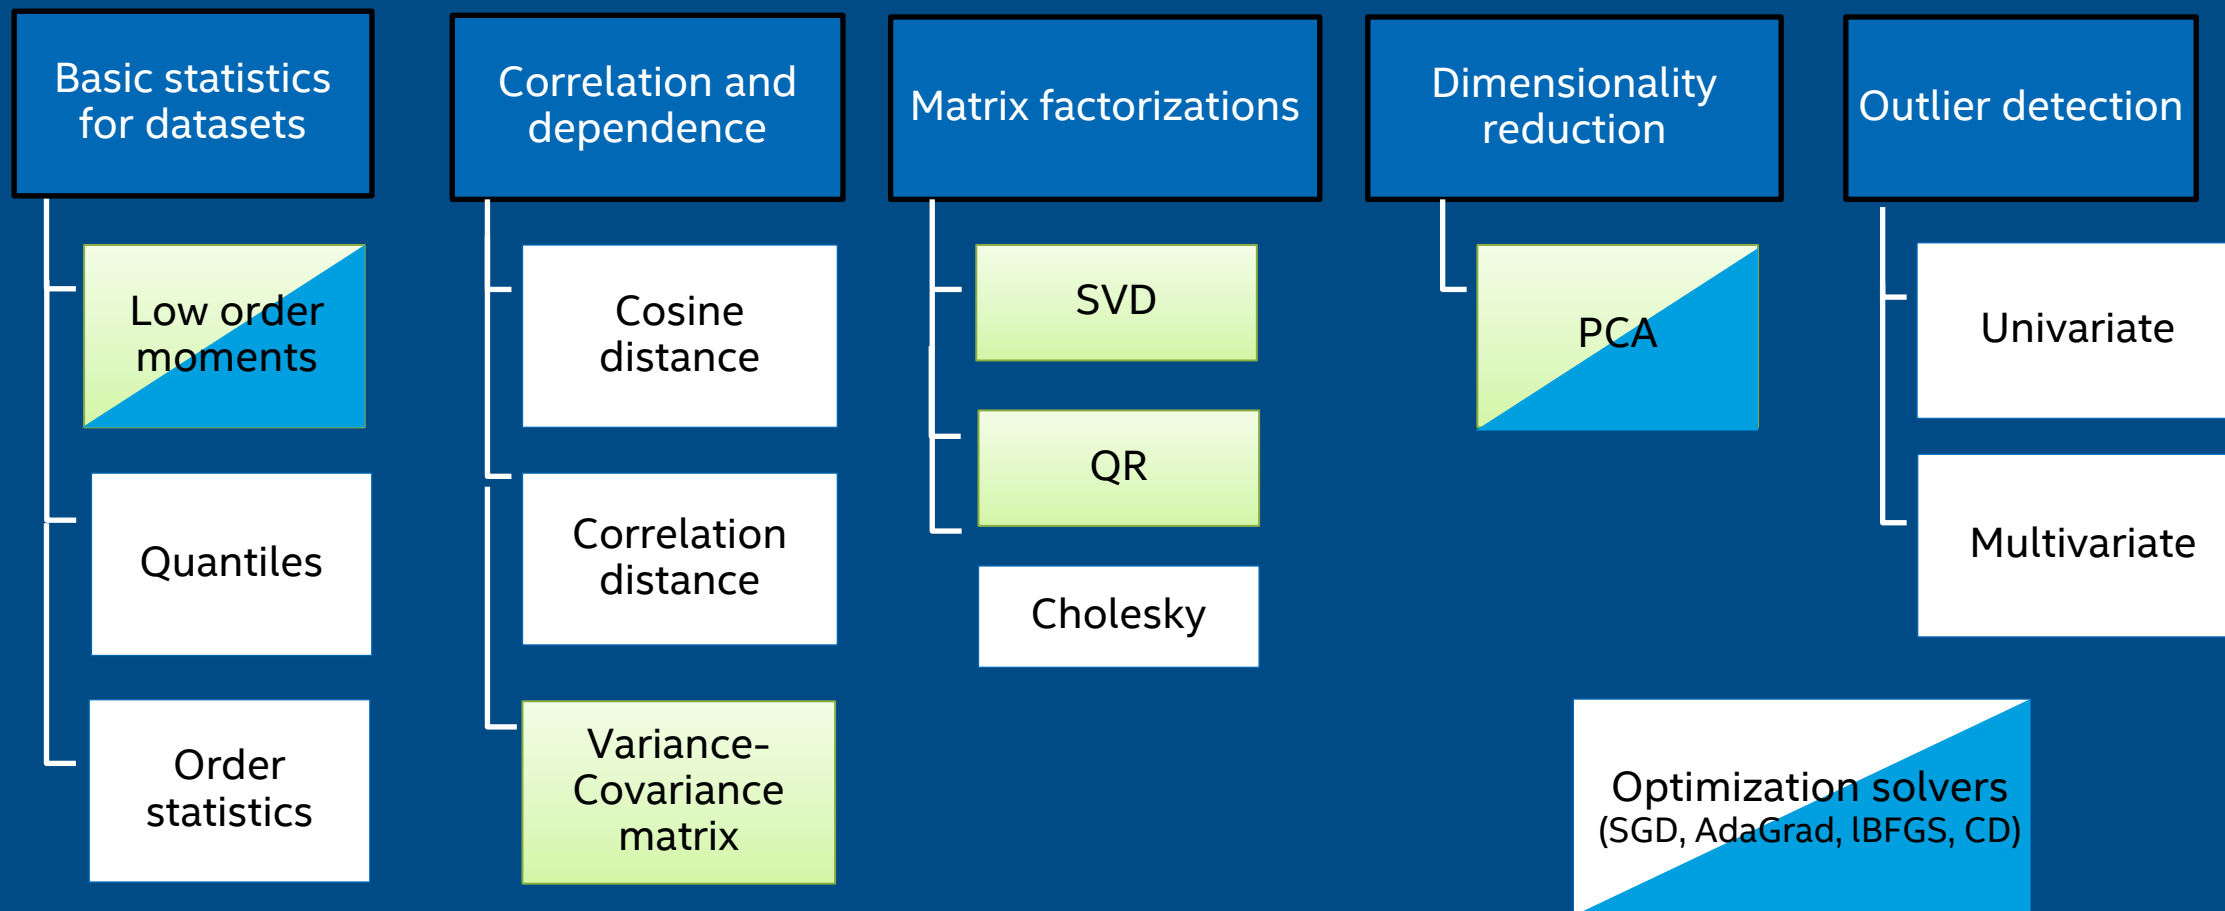 Basic statistics
for datasets
Correlation and
dependence
Matrix factorizations
Dimensionality
reduction
Outlier detection
Low order
moments
Quantiles
Order
statistics
Cosine
distance
Correlation
distance
Variance-
Covariance
matrix
SVD
QR
Cholesky
PCA
Univariate
Multivariate
Optimization solvers
(SGD, AdaGrad, lBFGS, CD)